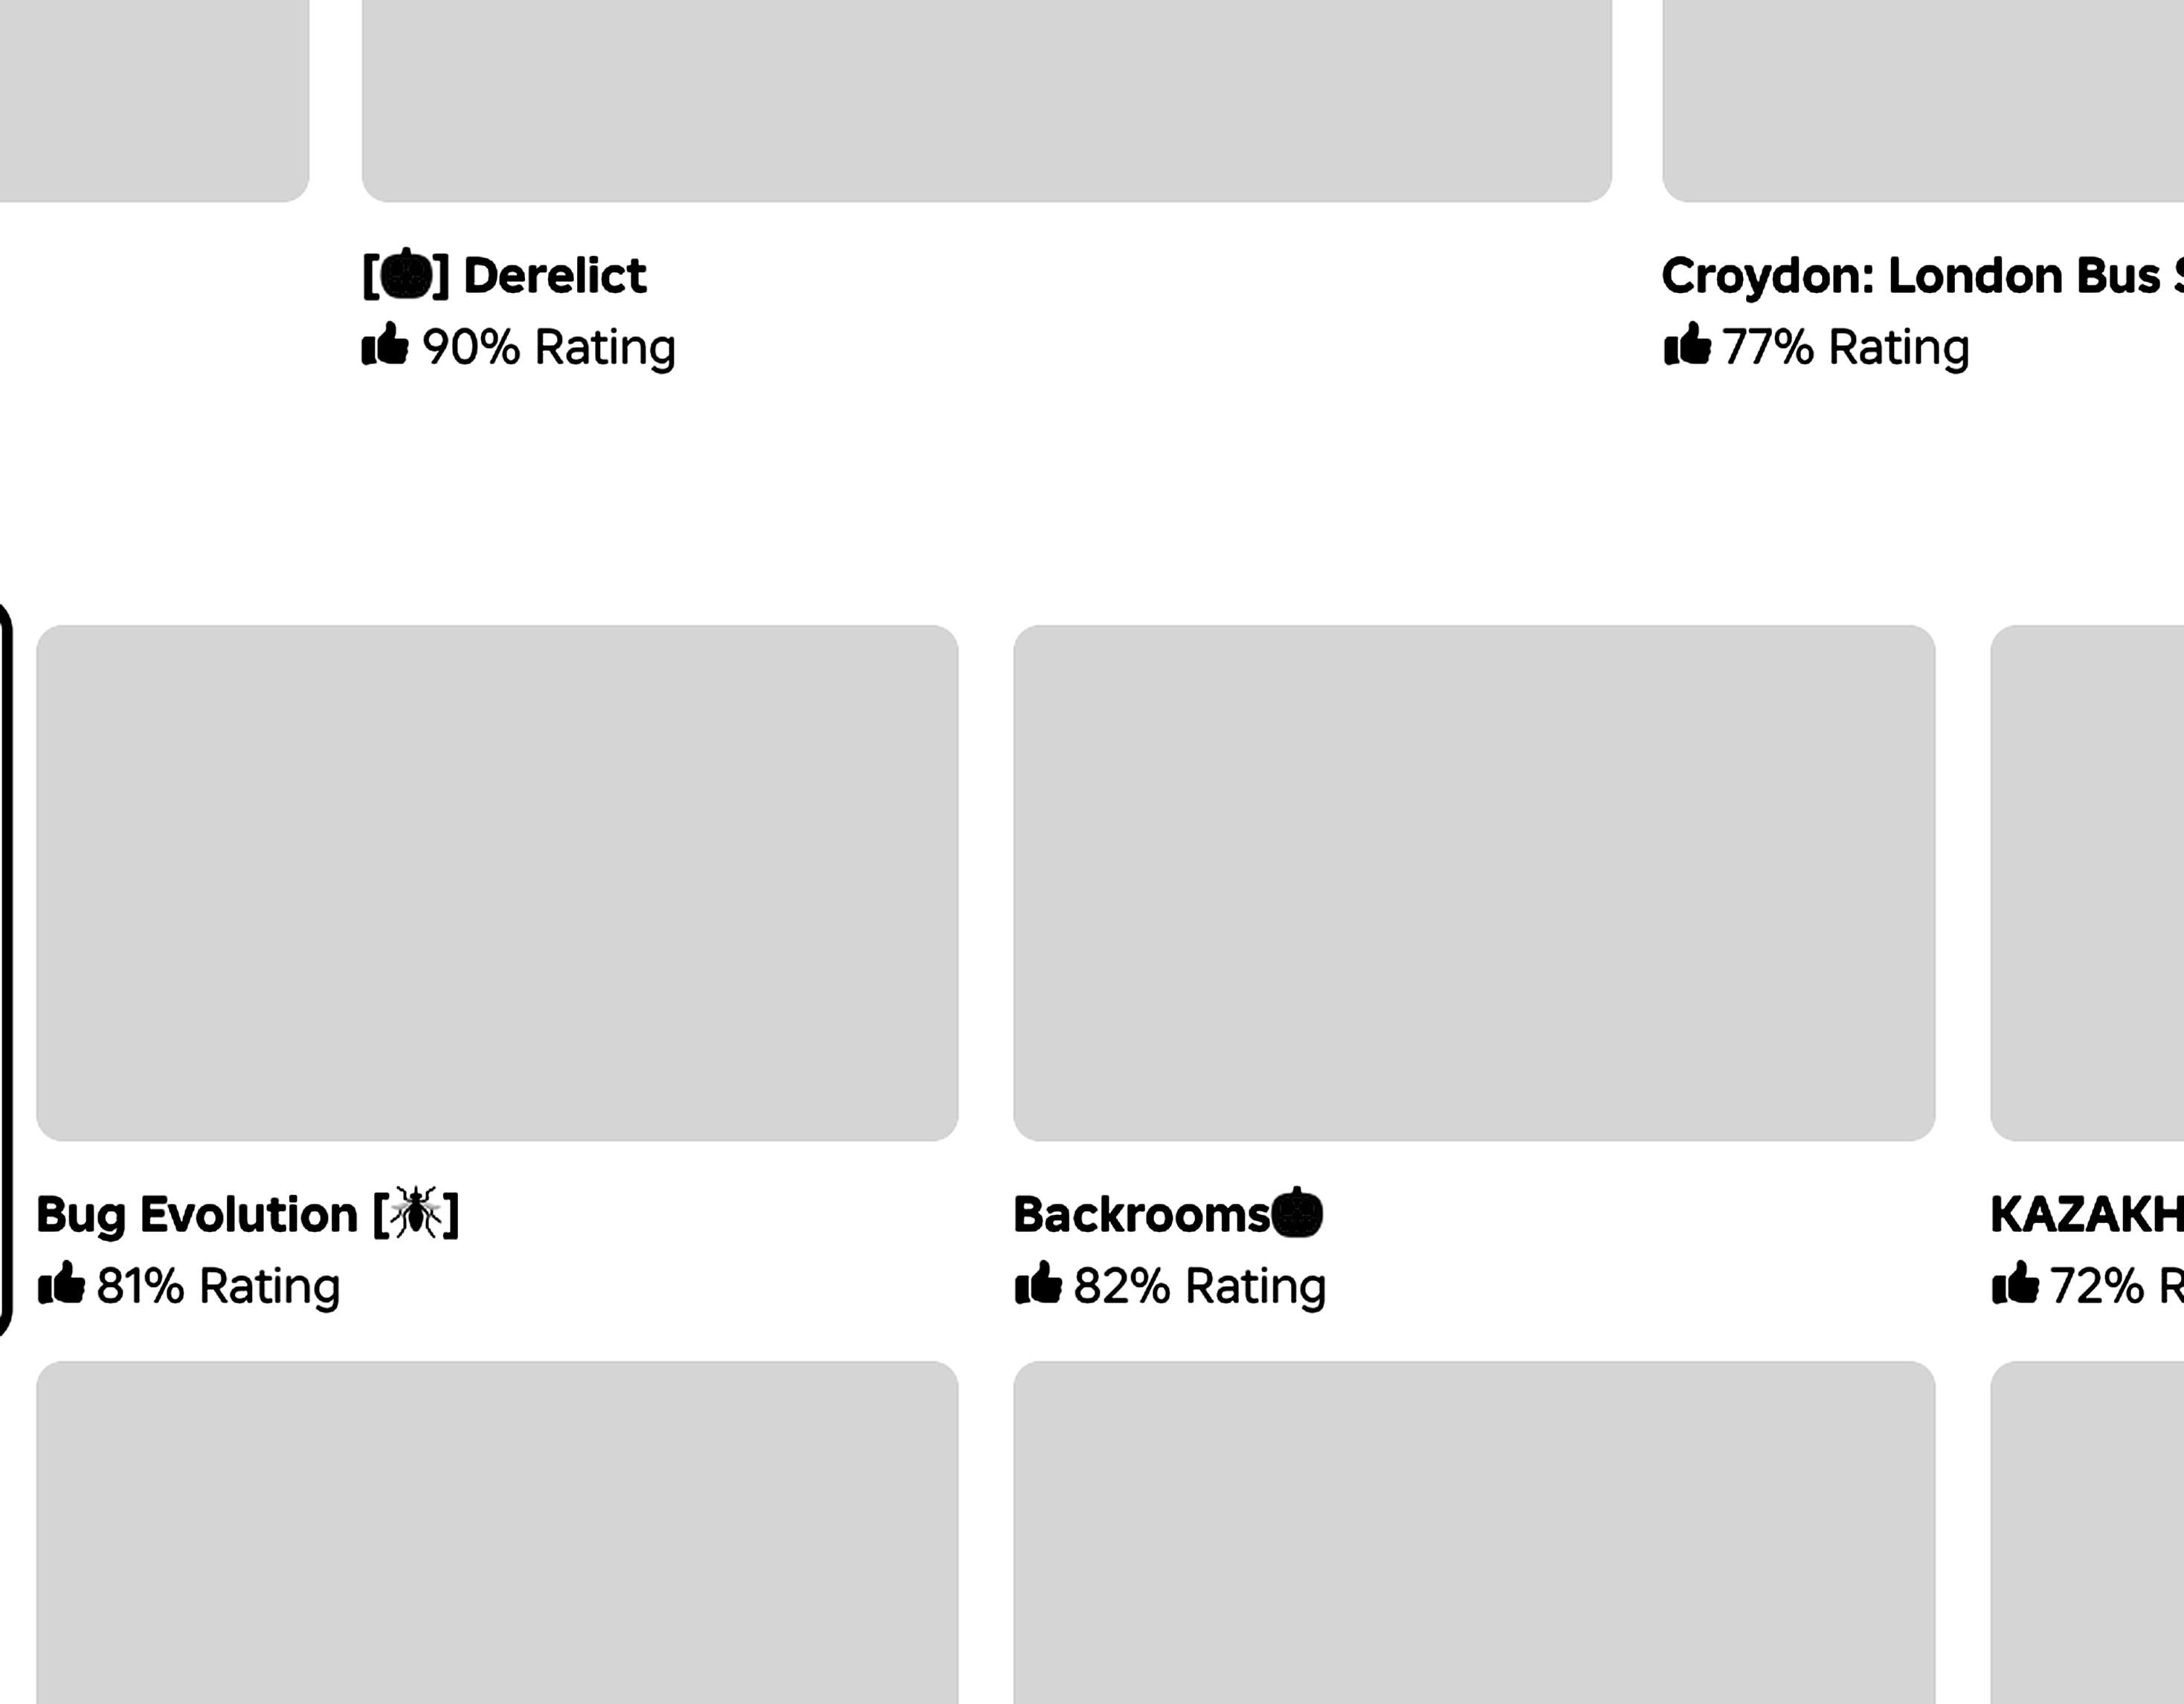 [🎃] Derelict
👍 90% Rating
Croydon: London Bus
👍 77% Rating
Bug Evolution [🦟]
👍 81% Rating
Backrooms🎃
👍 82% Rating
KAZAKH
👍 72%